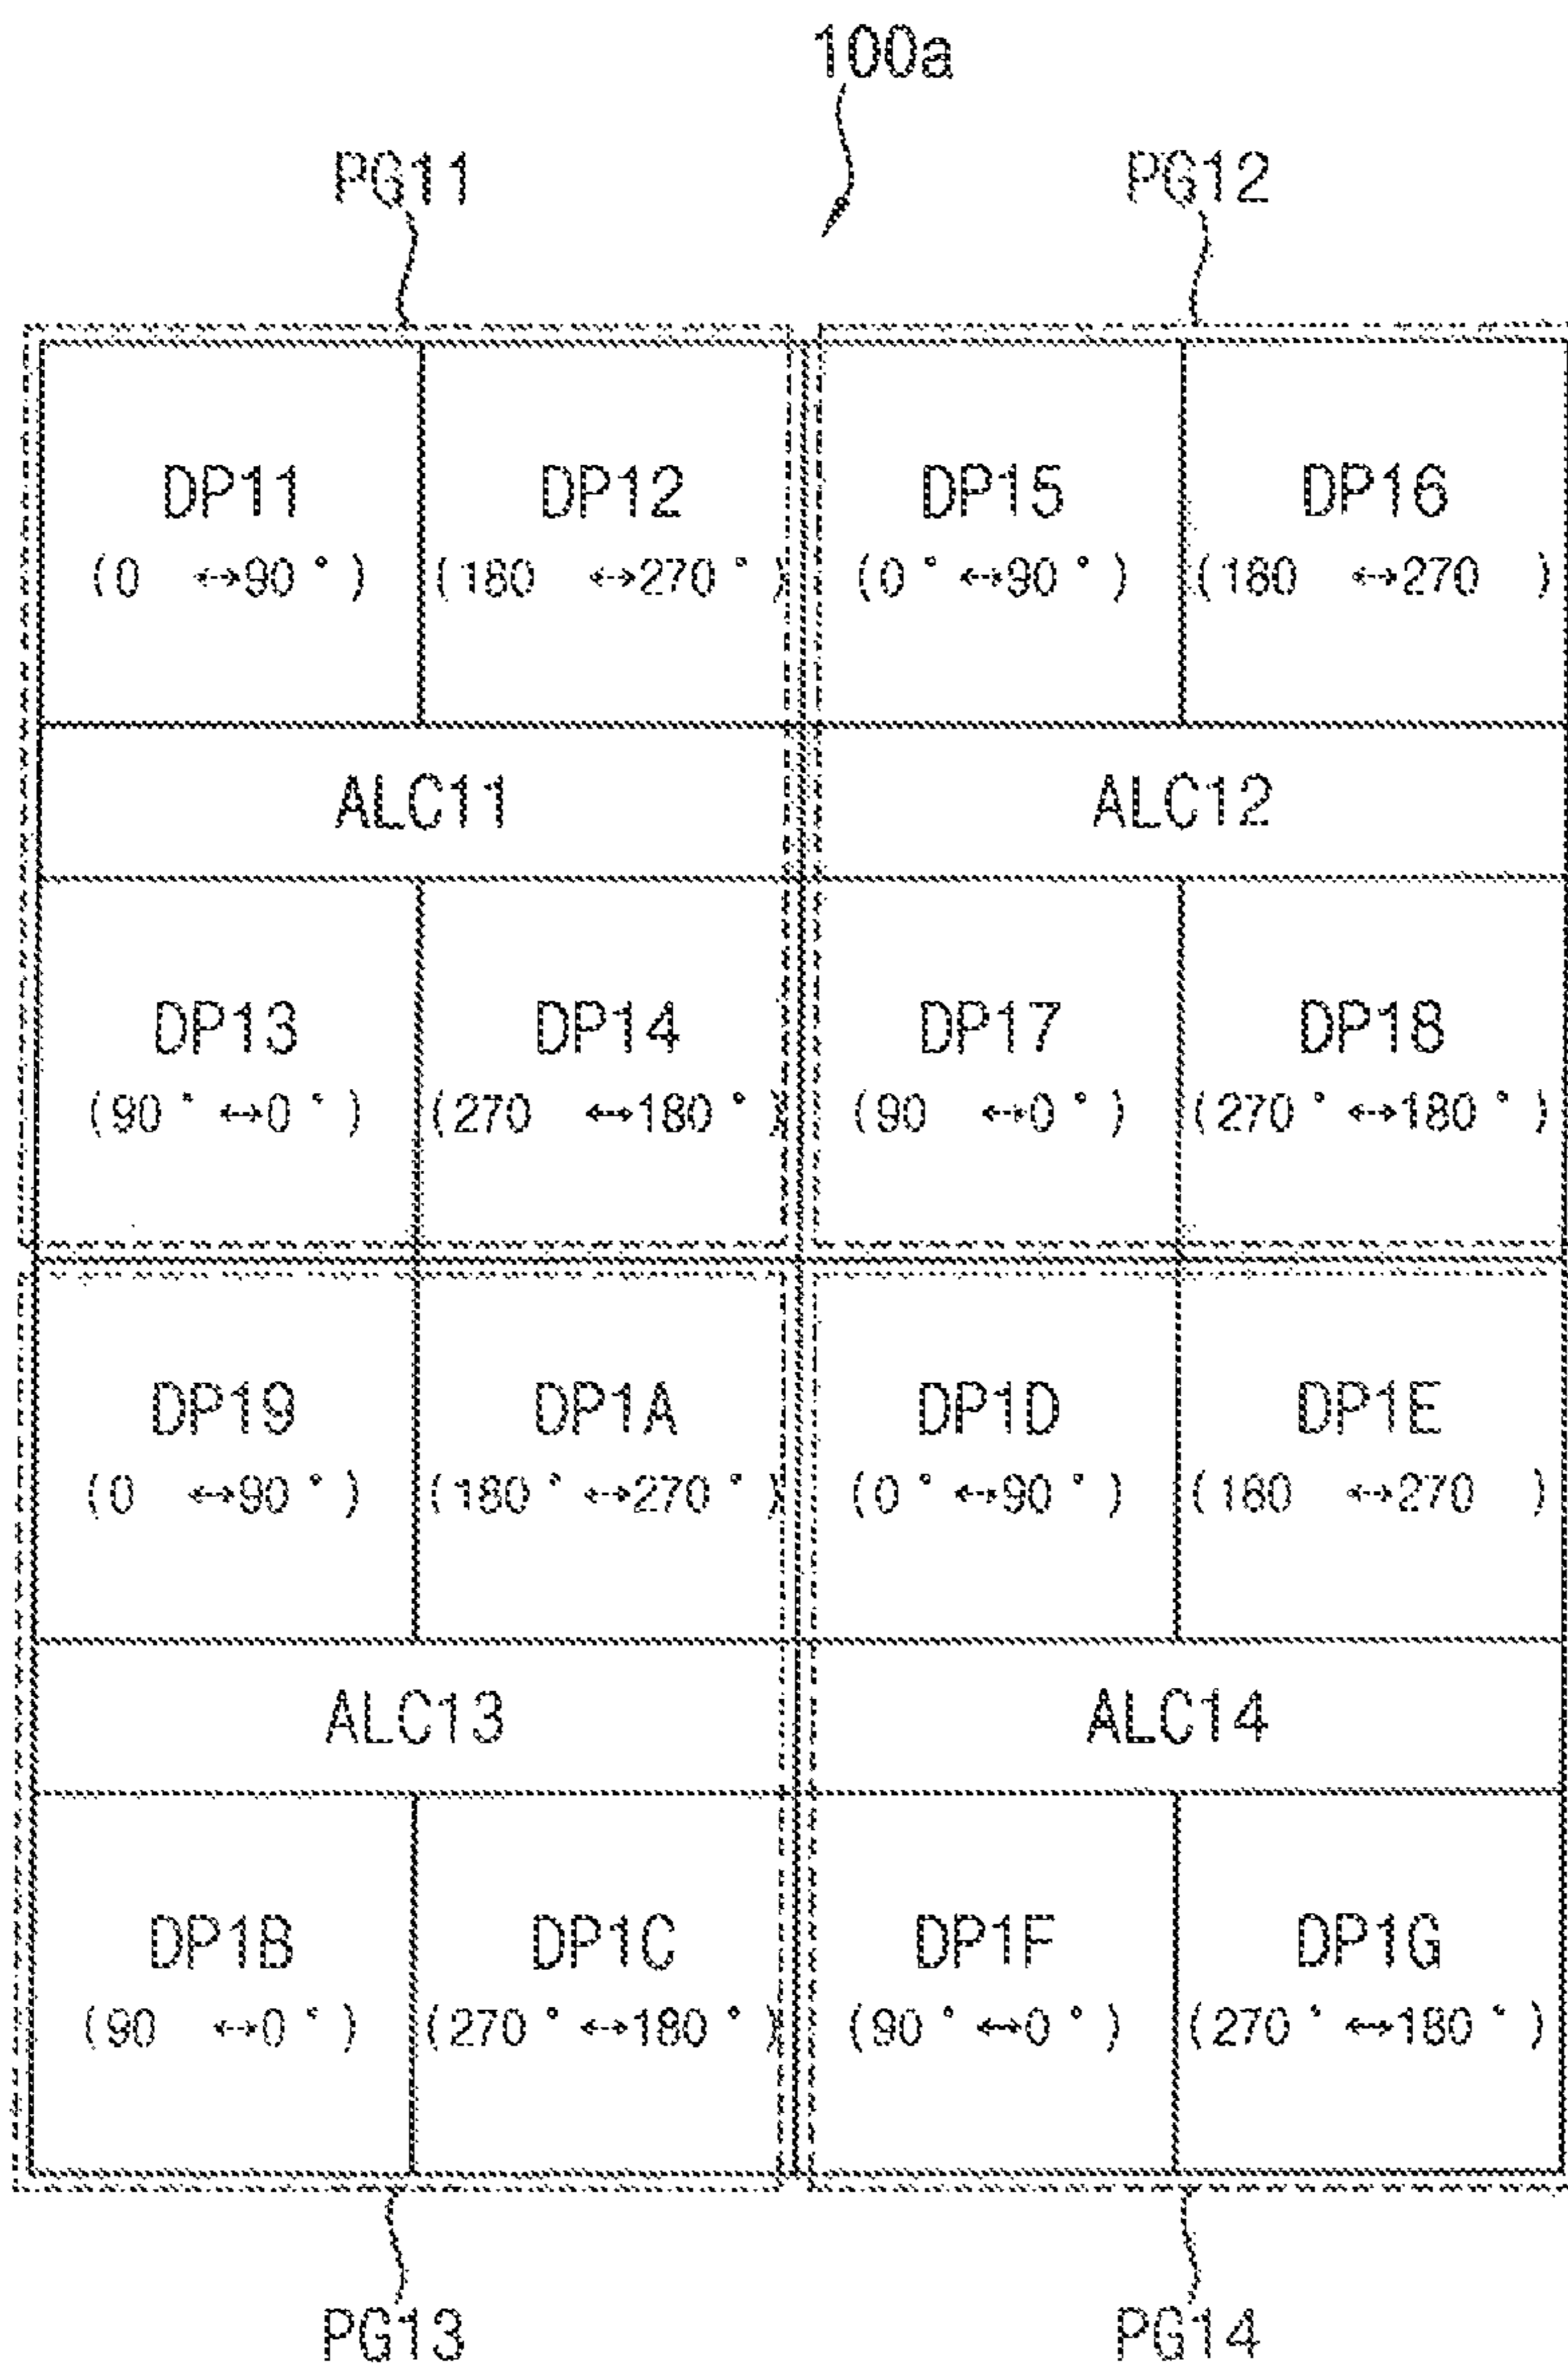 100a
PG11 PG12
DP11 DP12 DP15 DP16
(0 ↔90°) (180 ↔270°) (0°↔90°) (180 ↔270 )
ALC11 ALC12
DP13 DP14 DP17 DP18
(90°↔0°) (270 ↔180°) (90 ↔0°) (270°↔180°)
DP19 DP1A DP1D DP1E
(0 ↔90°) (180°↔270°) (0°↔90°) (180 ↔270 )
ALC13 ALC14
DP1B DP1C DP1F DP1G
(90 ↔0°) (270°↔180°) (90°↔0°) (270°↔180°)
PG13 PG14